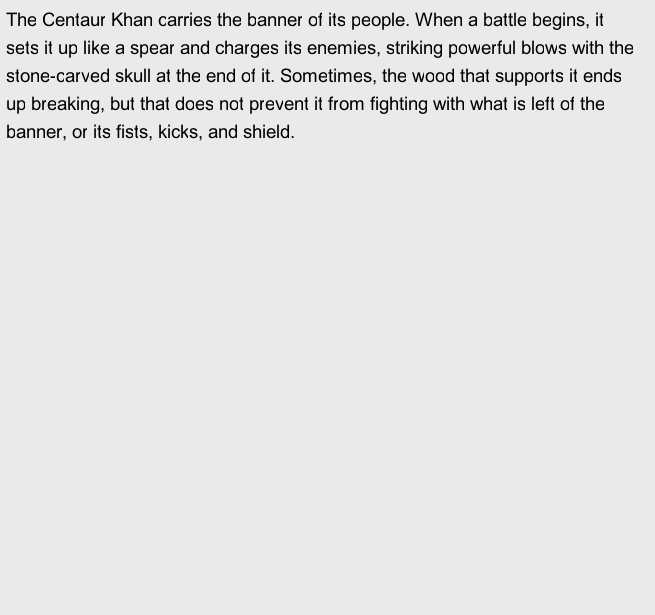 The Centaur Khan carries the banner of its people. When a battle begins, it
sets it up like a spear and charges its enemies, striking powerful blows with the
stone-carved skull at the end of it. Sometimes, the wood that supports it ends
up breaking, but that does not prevent it from fighting with what is left of the
banner, or its fists, kicks, and shield.